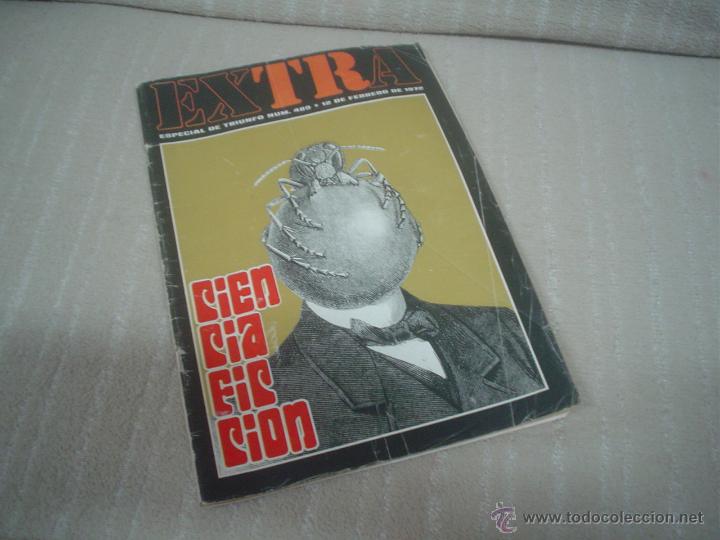 EXTRA
ESPECIAL DE TRIUNFO NUM. 489 • 12 DE FEBRERO DE 1972
CIEN
CIA
FIC
CION
www.todocoleccion.net